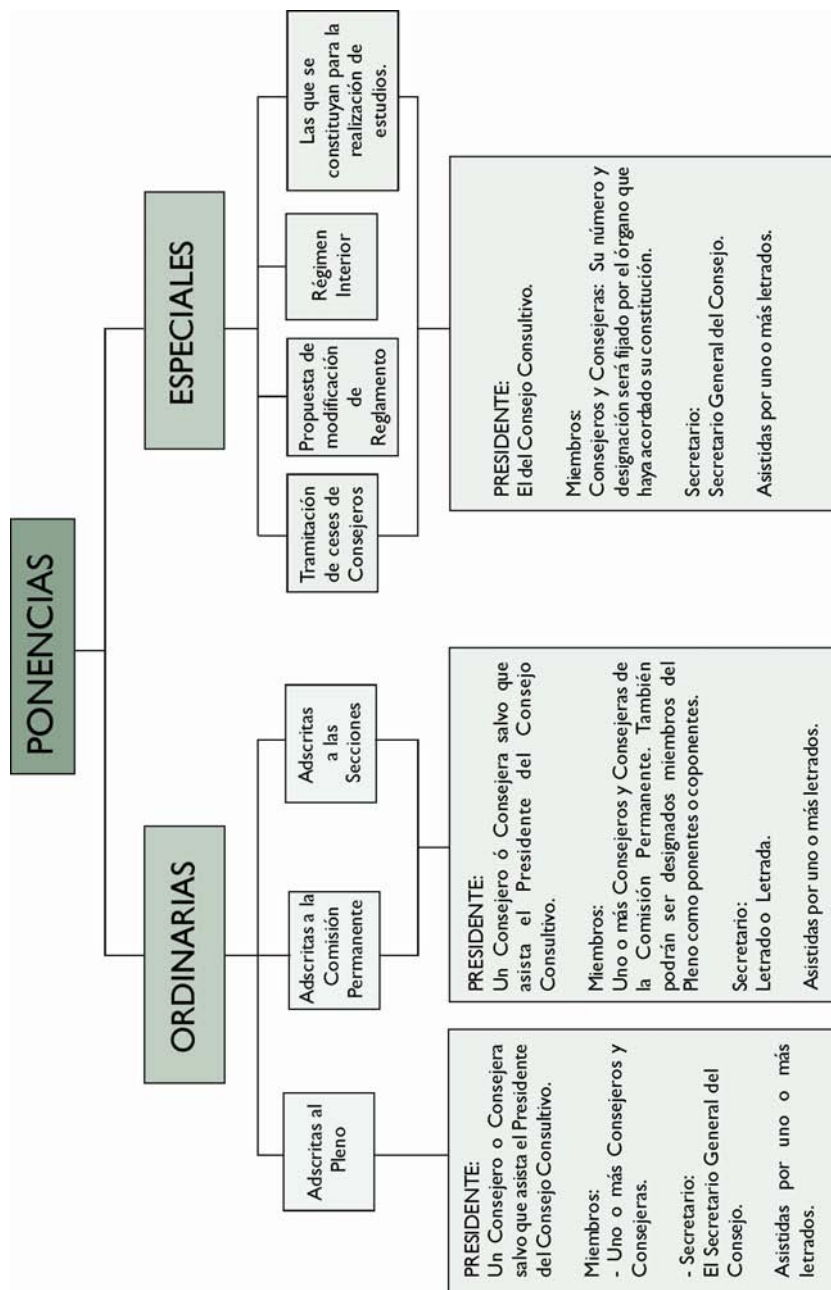 PONENCIAS
ORDINARIAS
ESPECIALES
Adscritas al
Pleno
Adscritas a la
Comisión
Permanente
Adscritas
a las
Secciones
Tramitación
de ceses de
Consejeros
Propuesta de
modificación
de
Reglamento
Régimen
Interior
Las que se
constituyan para la
realización de
estudios.
PRESIDENTE:
Un Consejero o Consejera
salvo que asista el Presidente
del Consejo Consultivo.
Miembros:
- Uno o más Consejeros y
Consejeras.
- Secretario:
El Secretario General del
Consejo.
Asistidas por uno o más
letrados.
PRESIDENTE:
Un Consejero ó Consejera salvo que
asista el Presidente del Consejo
Consultivo.
Miembros:
Uno o más Consejeros y Consejeras de
la Comisión Permanente. También
podrán ser designados miembros del
Pleno como ponentes o coponentes.
Secretario:
Letrado o Letrada.
Asistidas por uno o más letrados.
PRESIDENTE:
El del Consejo Consultivo.
Miembros:
Consejeros y Consejeras: Su número y
designación será fijado por el órgano que
haya acordado su constitución.
Secretario:
Secretario General del Consejo.
Asistidas por uno o más letrados.